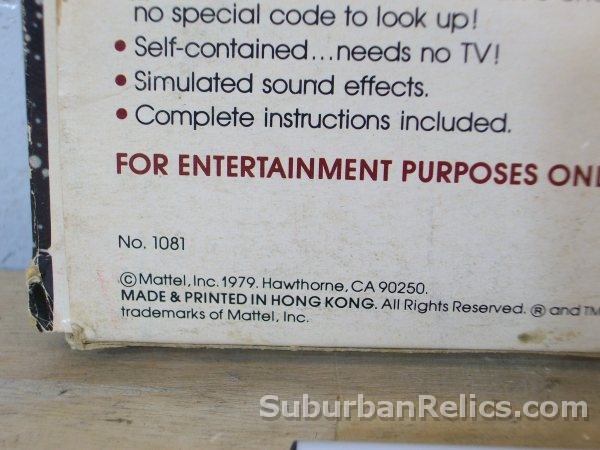 no special code to look up!
• Self-contained...needs no TV!
• Simulated sound effects.
• Complete instructions included.
FOR ENTERTAINMENT PURPOSES
No. 1081
© Mattel, Inc. 1979. Hawthorne, CA 90250.
MADE & PRINTED IN HONG KONG. All Rights Reserved. ® and TM
trademarks of Mattel, Inc.
SuburbanRelics.com